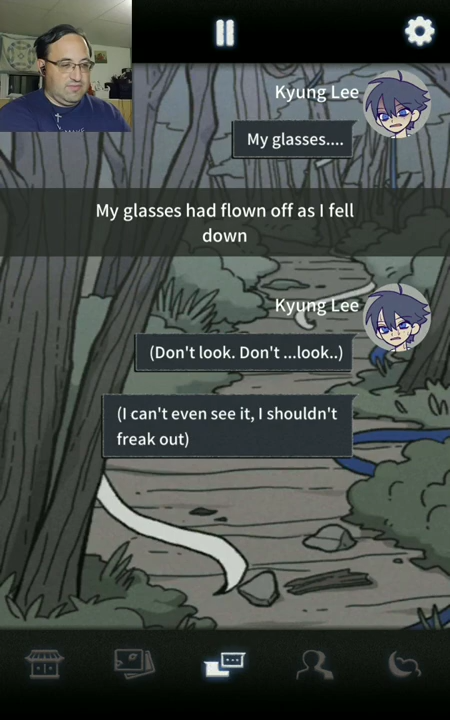 Kyung Lee
My glasses....
My glasses had flown off as I fell
down
Kyung Lee
(Don't look. Don't ...look..)
(I can't even see it, I shouldn't
freak out)